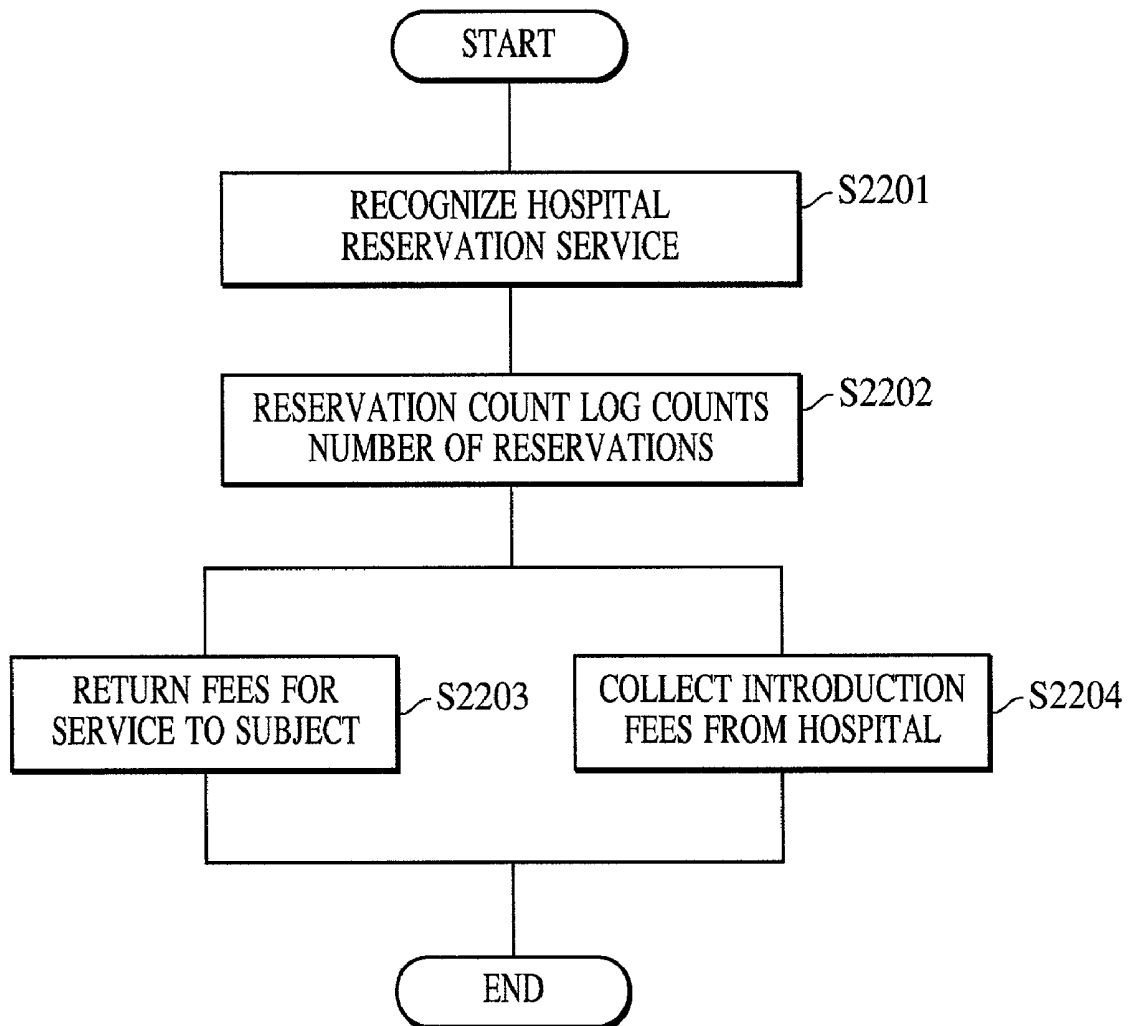 START
RECOGNIZE HOSPITAL
RESERVATION SERVICE
S2201
RESERVATION COUNT LOG COUNTS
NUMBER OF RESERVATIONS
S2202
RETURN FEES FOR
SERVICE TO SUBJECT
S2203
COLLECT INTRODUCTION
FEES FROM HOSPITAL
S2204
END